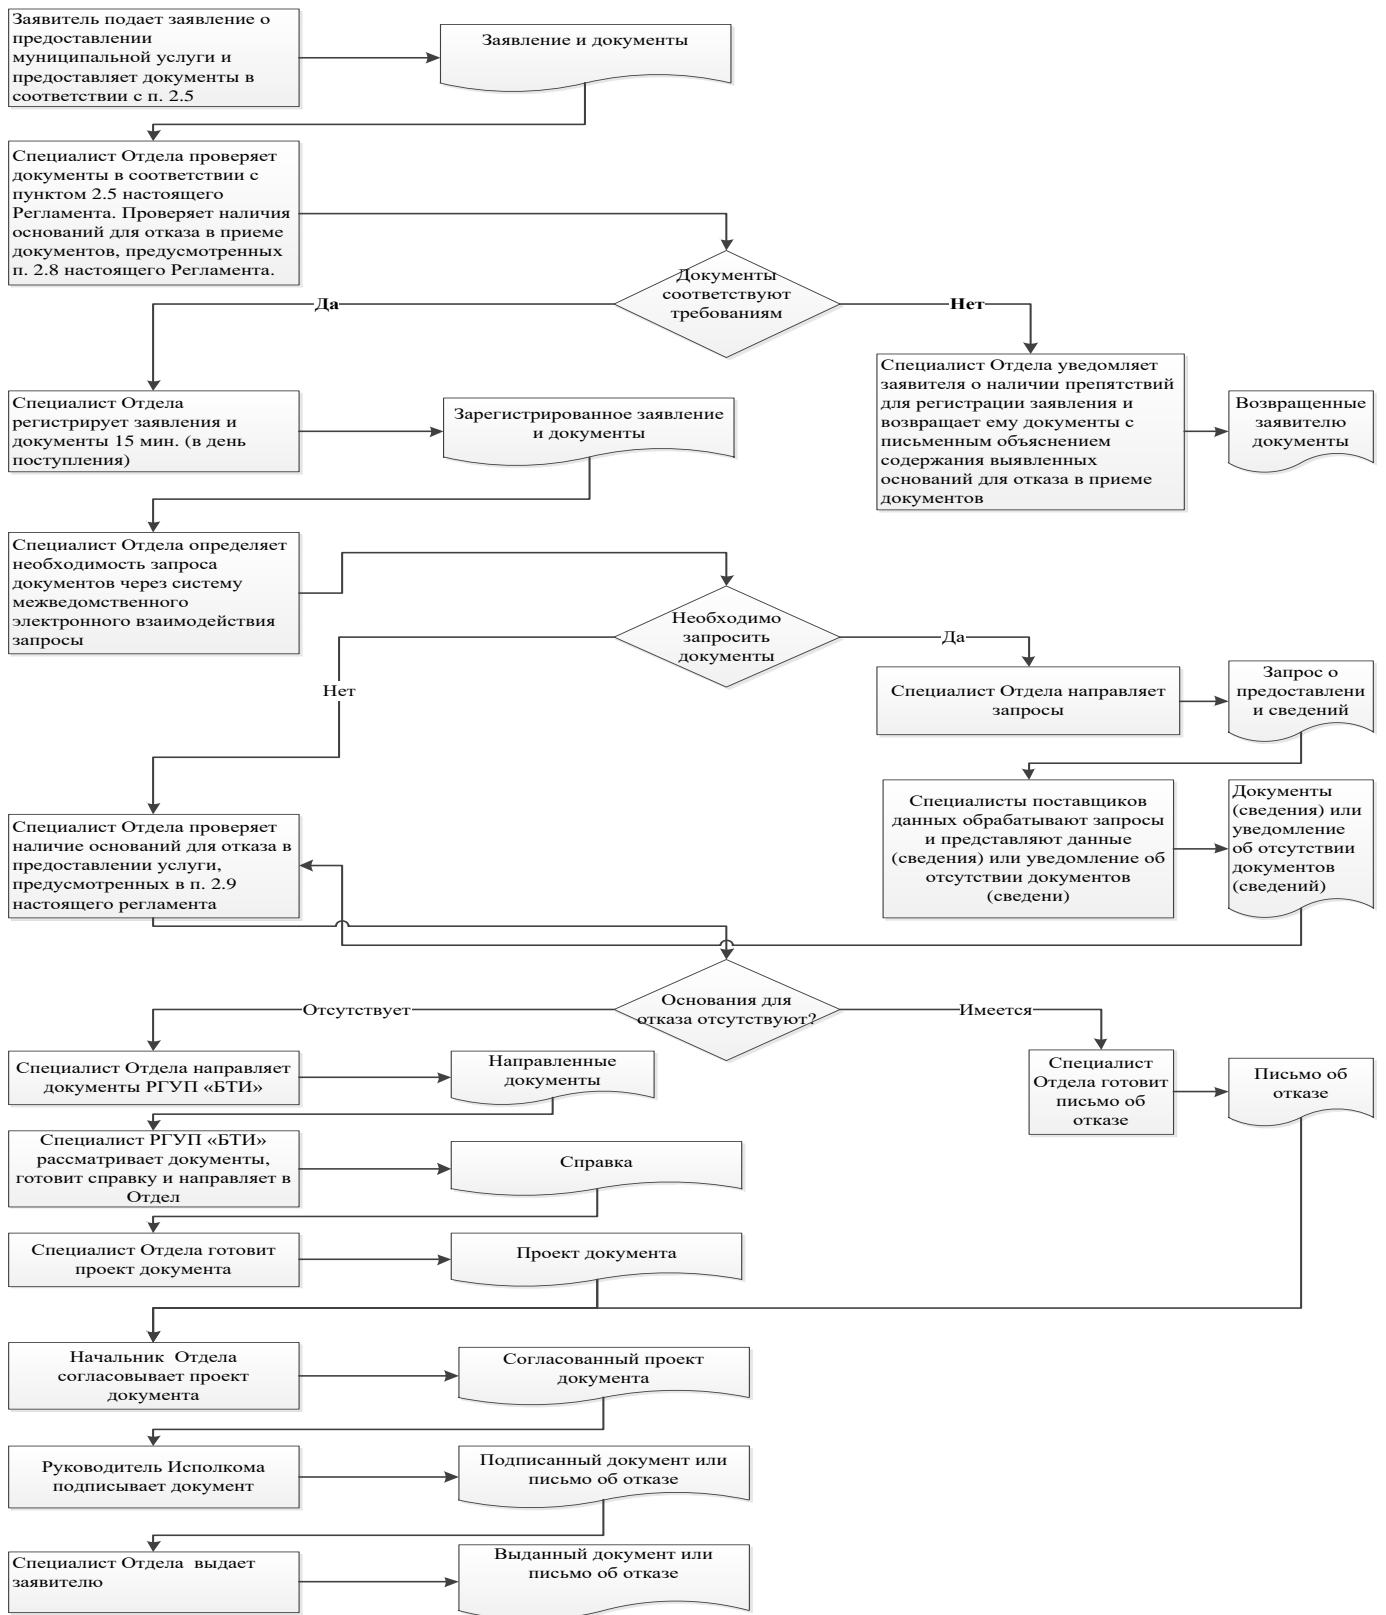 Заявитель подает заявление о
предоставлении
муниципальной услуги и
предоставляет документы в
соответствии с п. 2.5
Заявление и документы
Специалист Отдела проверяет
документы в соответствии с
пунктом 2.5 настоящего
Регламента. Проверяет наличия
оснований для отказа в приеме
документов, предусмотренных
п. 2.8 настоящего Регламента.
Документы
соответствуют
требованиям
Да
Нет
Специалист Отдела уведомляет
заявителя о наличии препятствий
для регистрации заявления и
возвращает ему документы с
письменным объяснением
содержания выявленных
оснований для отказа в приеме
документов
Возвращенные
заявителю
документы
Специалист Отдела
регистрирует заявления и
документы 15 мин. (в день
поступления)
Зарегистрированное заявление
и документы
Специалист Отдела определяет
необходимость запроса
документов через систему
межведомственного
электронного взаимодействия
запросы
Необходимо
запросить
документы
Да
Нет
Специалист Отдела направляет
запросы
Запрос о
предоставлени
и сведений
Специалисты поставщиков
данных обрабатывают запросы
и представляют данные
(сведения) или уведомление об
отсутствии документов
(сведени)
Документы
(сведения) или
уведомление
об отсутствии
документов
(сведений)
Специалист Отдела проверяет
наличие оснований для отказа в
предоставлении услуги,
предусмотренных в п. 2.9
настоящего регламента
Основания для
отказа отсутствуют?
Отсутствует
Имеется
Специалист Отдела направляет
документы РГУП «БТИ»
Направленные
документы
Специалист
Отдела готовит
письмо об
отказе
Письмо об
отказе
Специалист РГУП «БТИ»
рассматривает документы,
готовит справку и направляет в
Отдел
Справка
Специалист Отдела готовит
проект документа
Проект документа
Начальник  Отдела
согласовывает проект
документа
Согласованный проект
документа
Руководитель Исполкома
подписывает документ
Подписанный документ или
письмо об отказе
Специалист Отдела  выдает
заявителю
Выданный документ или
письмо об отказе